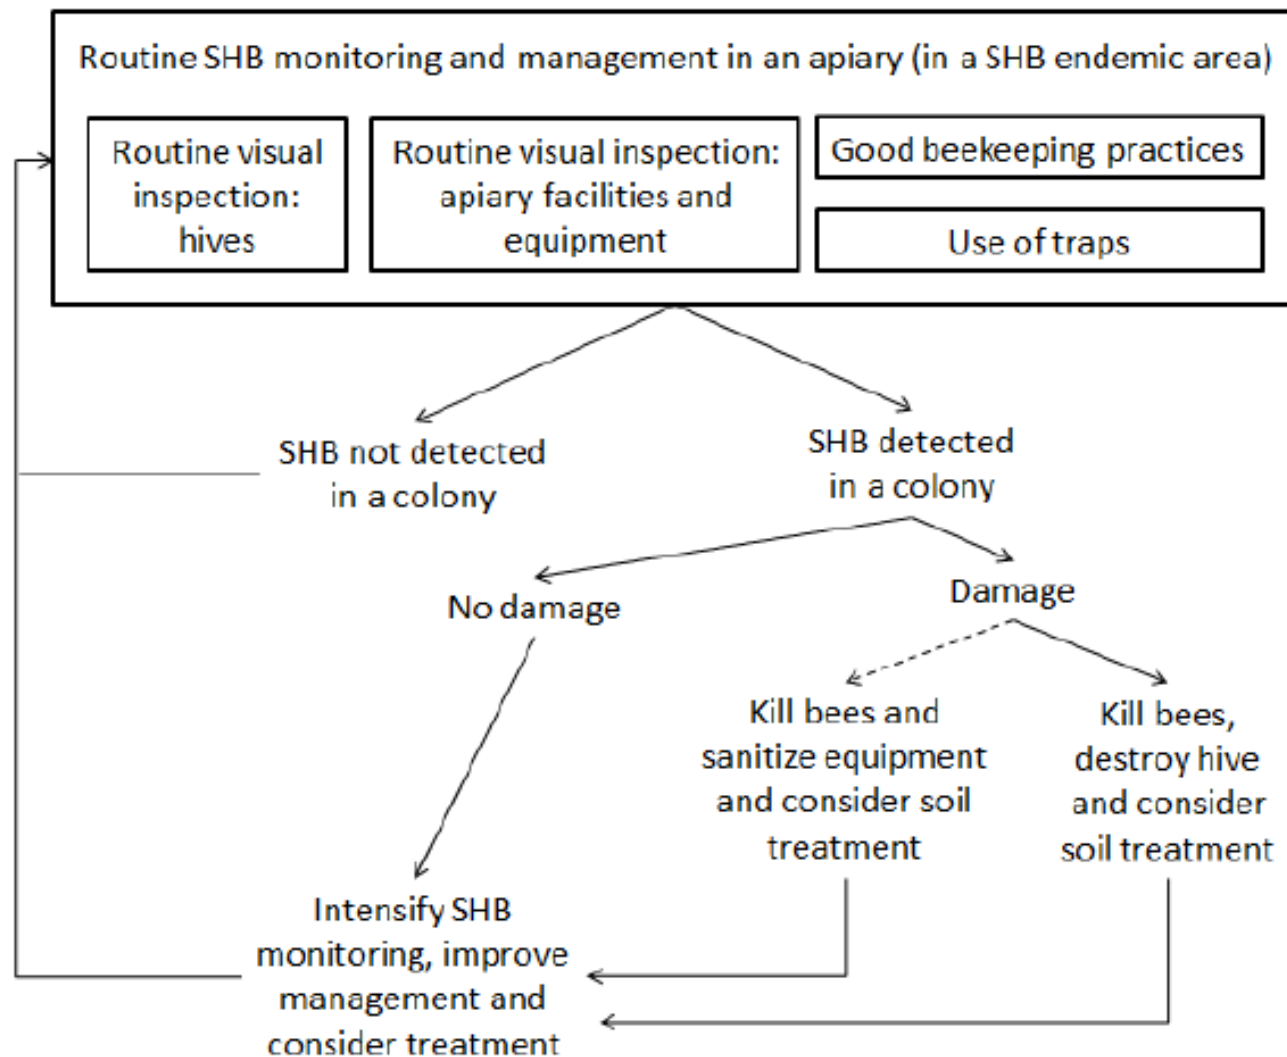 Routine SHB monitoring and management in an apiary (in a SHB endemic area)
Routine visual
inspection:
hives
Routine visual inspection:
apiary facilities and
equipment
Good beekeeping practices
Use of traps
SHB not detected
in a colony
SHB detected
in a colony
No damage
Damage
Kill bees and
sanitize equipment
and consider soil
treatment
Kill bees,
destroy hive
and consider
soil treatment
Intensify SHB
monitoring, improve
management and
consider treatment